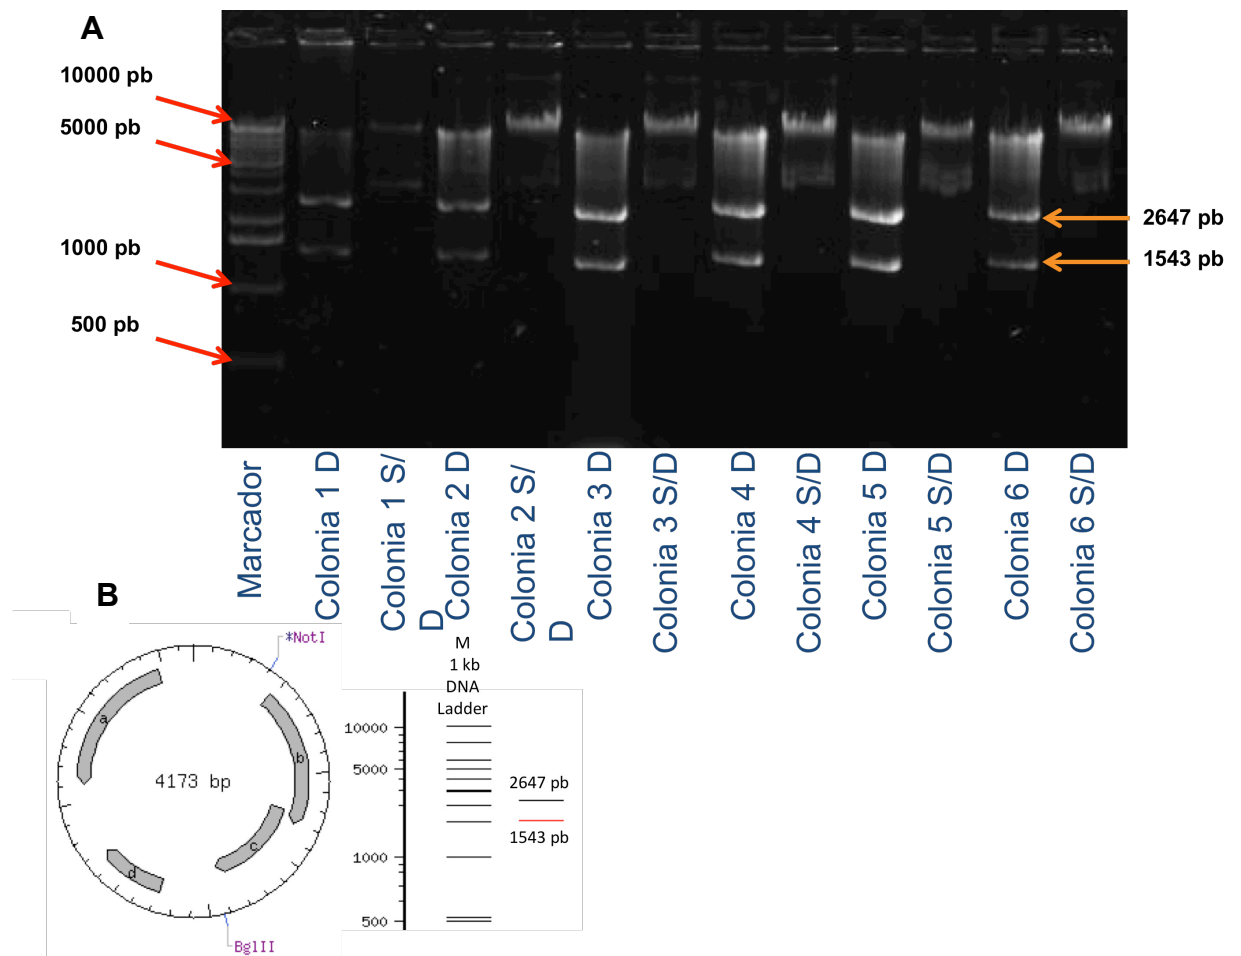 A
10000 pb
5000 pb
1000 pb
500 pb
2647 pb
1543 pb
Marcador
Colonia 1 D
Colonia 1 S/
D
Colonia 2 D
Colonia 2 S/
D
Colonia 3 D
Colonia 3 S/D
Colonia 4 D
Colonia 4 S/D
Colonia 5 D
Colonia 5 S/D
Colonia 6 D
Colonia 6 S/D
B
*NotI
a
b
4173 bp
c
d
BglII
M
1 kb
DNA
Ladder
10000
5000
1000
500
2647 pb
1543 pb